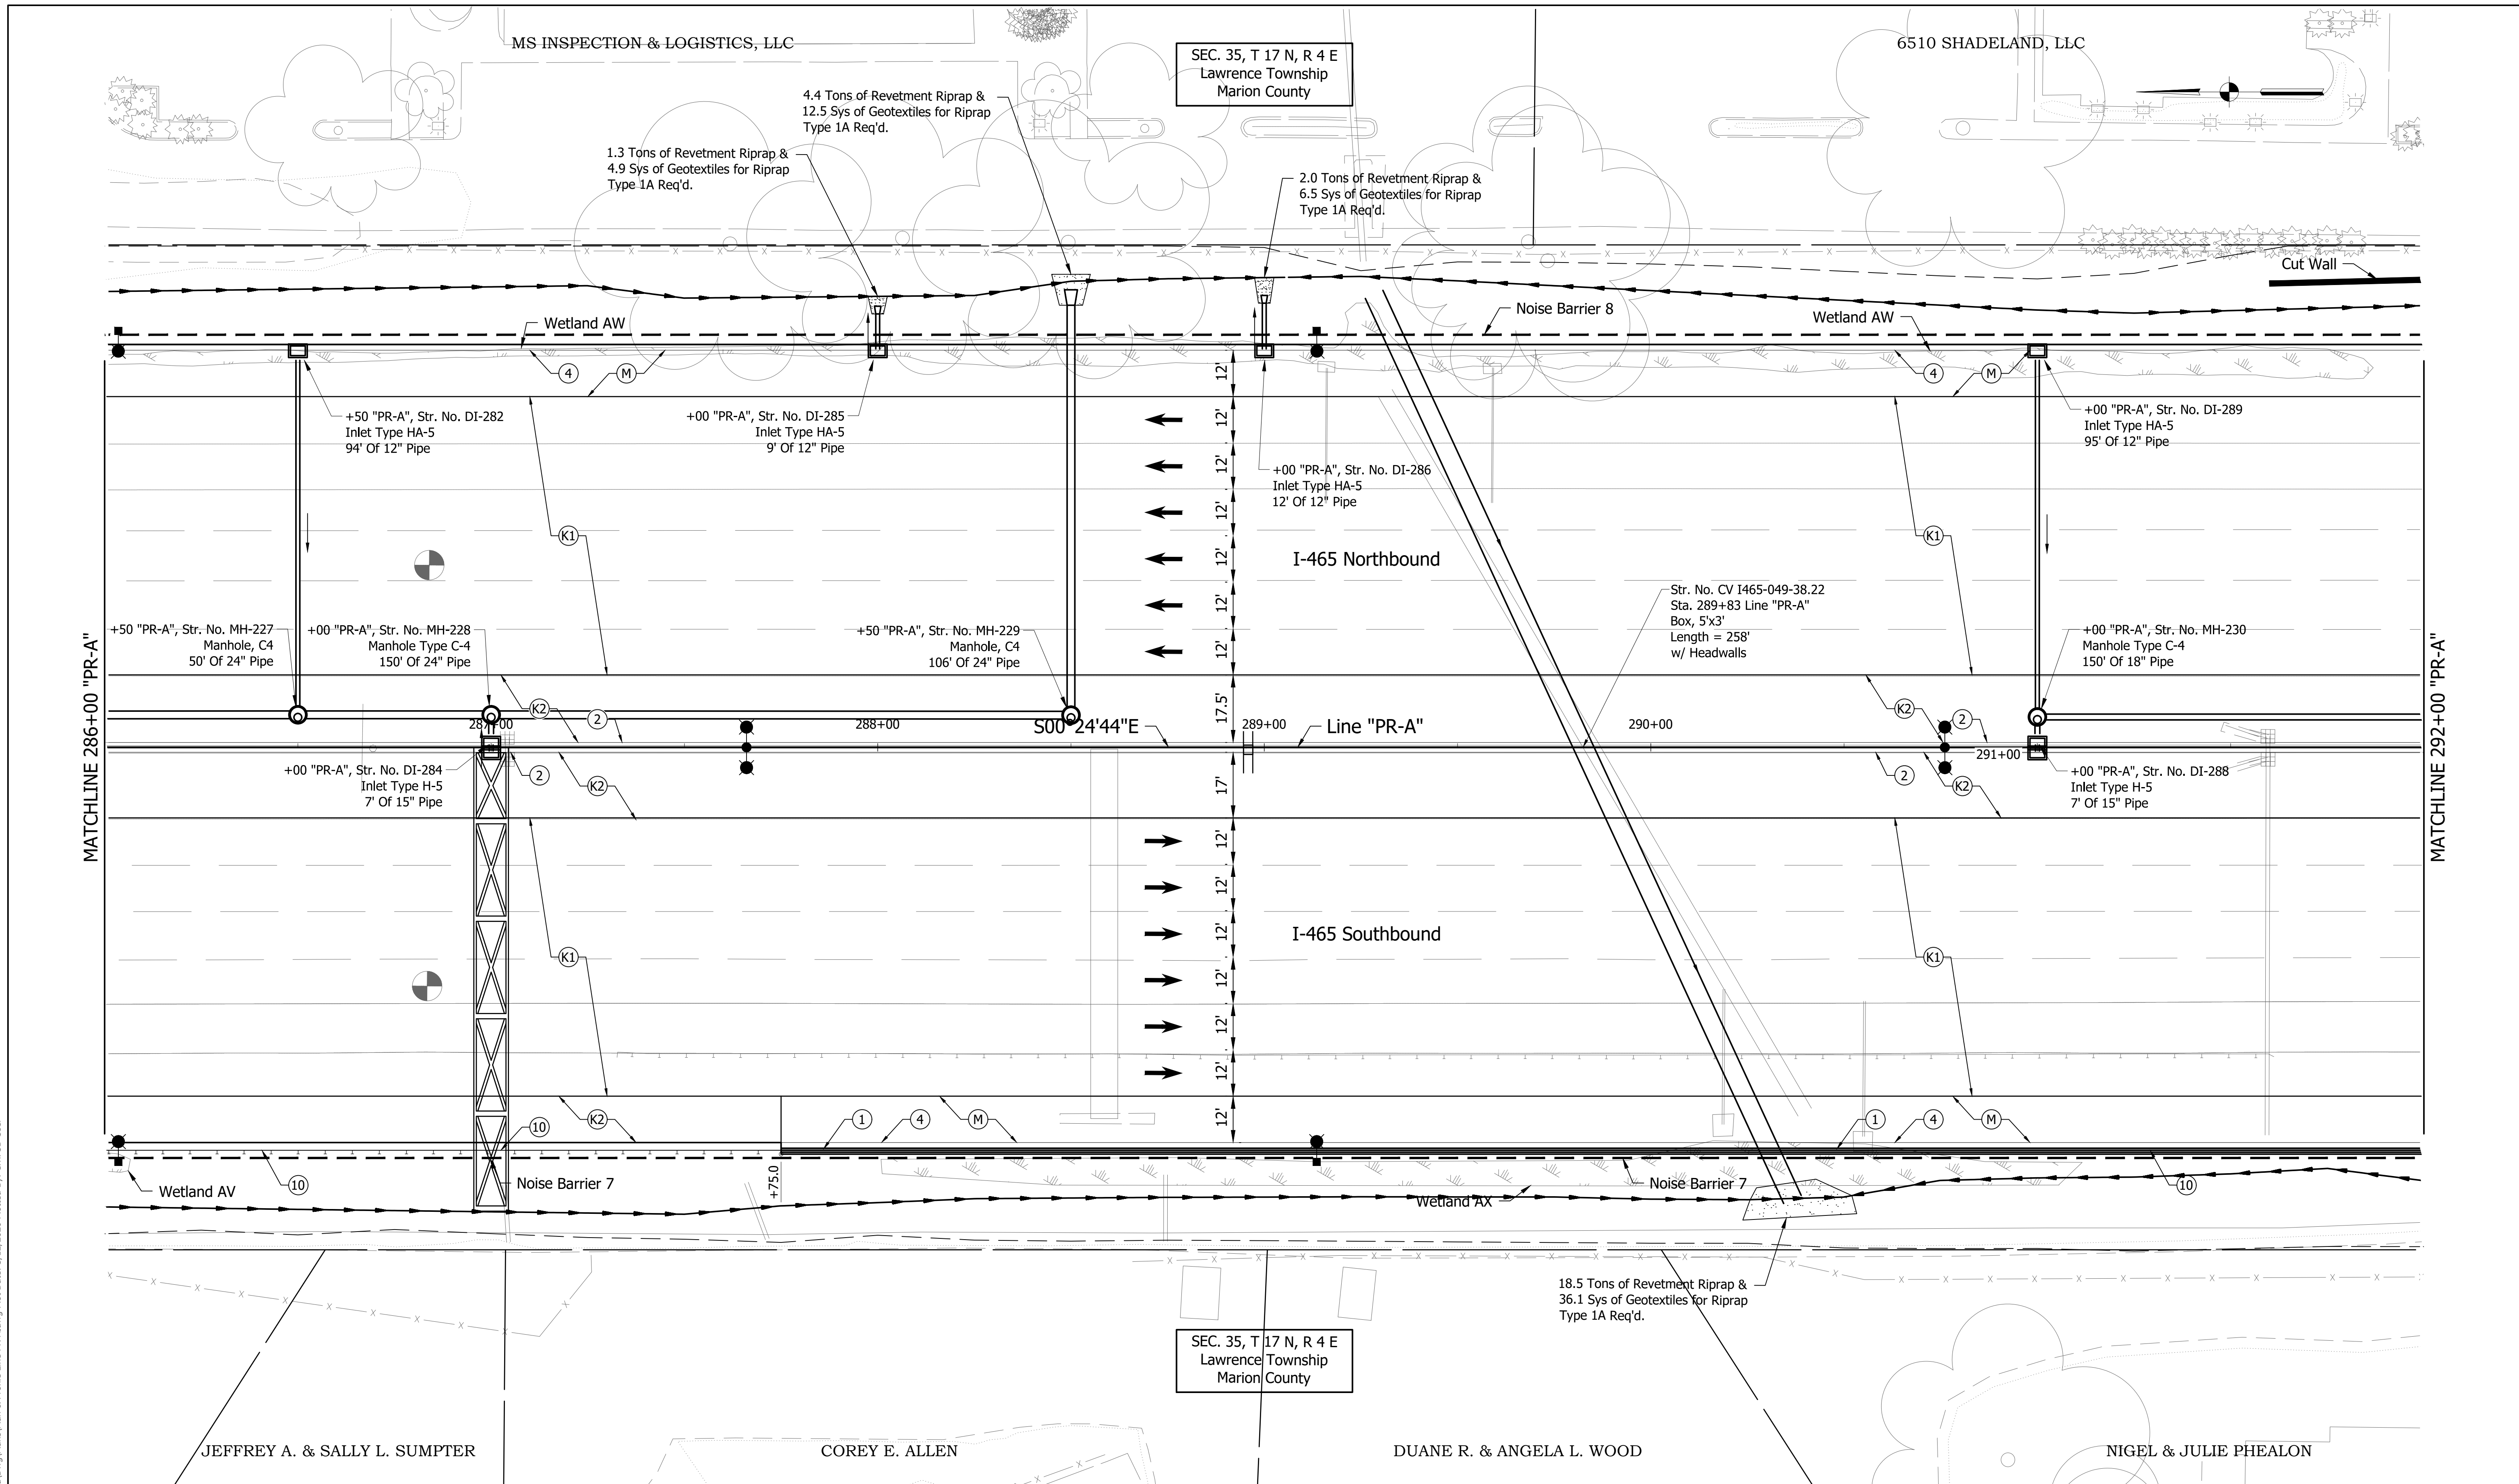 MS INSPECTION & LOGISTICS, LLC
SEC. 35, T 17 N, R 4 E
Lawrence Township
Marion County
6510 SHADELAND, LLC
4.4 Tons of Revetment Riprap &
12.5 Sys of Geotextiles for Riprap
Type 1A Req'd.
1.3 Tons of Revetment Riprap &
4.9 Sys of Geotextiles for Riprap
Type 1A Req'd.
2.0 Tons of Revetment Riprap &
6.5 Sys of Geotextiles for Riprap
Type 1A Req'd.
Cut Wall
Wetland AW
Noise Barrier 8
Wetland AW
4
M
12'
4
M
+50 "PR-A", Str. No. DI-282
Inlet Type HA-5
94' Of 12" Pipe
+00 "PR-A", Str. No. DI-285
Inlet Type HA-5
9' Of 12" Pipe
12'
+00 "PR-A", Str. No. DI-289
Inlet Type HA-5
95' Of 12" Pipe
12'
+00 "PR-A", Str. No. DI-286
Inlet Type HA-5
12' Of 12" Pipe
12'
K1
K1
12'
I-465 Northbound
12'
Str. No. CV I465-049-38.22
Sta. 289+83 Line "PR-A"
Box, 5'x3'
Length = 258'
w/ Headwalls
+50 "PR-A", Str. No. MH-227
Manhole, C4
50' Of 24" Pipe
+00 "PR-A", Str. No. MH-228
Manhole Type C-4
150' Of 24" Pipe
+50 "PR-A", Str. No. MH-229
Manhole, C4
106' Of 24" Pipe
12'
+00 "PR-A", Str. No. MH-230
Manhole Type C-4
150' Of 18" Pipe
MATCHLINE 286+00 "PR-A"
MATCHLINE 292+00 "PR-A"
17.5'
K2
2
K2
2
287+00
288+00
S00°24'44"E
289+00
Line "PR-A"
290+00
291+00
+00 "PR-A", Str. No. DI-284
Inlet Type H-5
7' Of 15" Pipe
2
K2
17'
2
K2
+00 "PR-A", Str. No. DI-288
Inlet Type H-5
7' Of 15" Pipe
12'
12'
12'
I-465 Southbound
K1
12'
K1
12'
12'
10
K2
1
4
M
12'
1
4
M
10
Wetland AV
10
Noise Barrier 7
+75.0
Noise Barrier 7
Wetland AX
10
18.5 Tons of Revetment Riprap &
36.1 Sys of Geotextiles for Riprap
Type 1A Req'd.
SEC. 35, T 17 N, R 4 E
Lawrence Township
Marion County
JEFFREY A. & SALLY L. SUMPTER
COREY E. ALLEN
DUANE R. & ANGELA L. WOOD
NIGEL & JULIE PHEALON